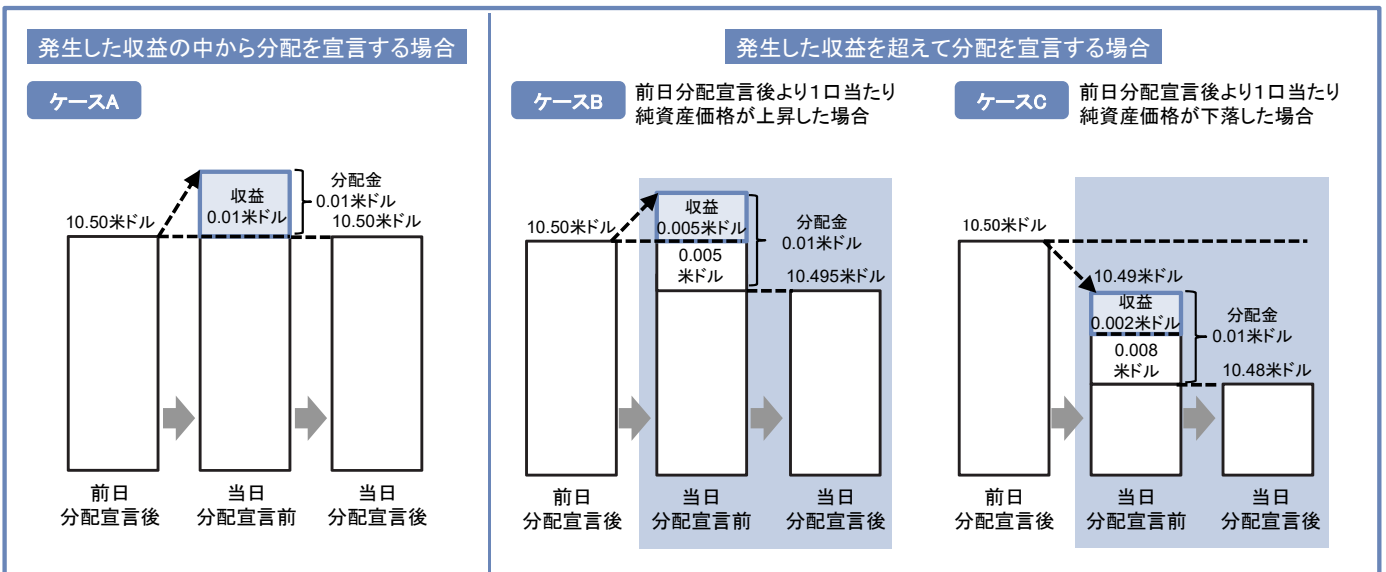 発生した収益の中から分配を宣言する場合
ケースA
10.50米ドル
収益
0.01米ドル
分配金
0.01米ドル
10.50米ドル
前日
分配宣言後
当日
分配宣言前
当日
分配宣言後
発生した収益を超えて分配を宣言する場合
ケースB
前日分配宣言後より1口当たり
純資産価格が上昇した場合
10.50米ドル
収益
0.005米ドル
0.005
米ドル
分配金
0.01米ドル
10.495米ドル
前日
分配宣言後
当日
分配宣言前
当日
分配宣言後
ケースC
前日分配宣言後より1口当たり
純資産価格が下落した場合
10.50米ドル
10.49米ドル
収益
0.002米ドル
0.008
米ドル
分配金
0.01米ドル
10.48米ドル
前日
分配宣言後
当日
分配宣言前
当日
分配宣言後